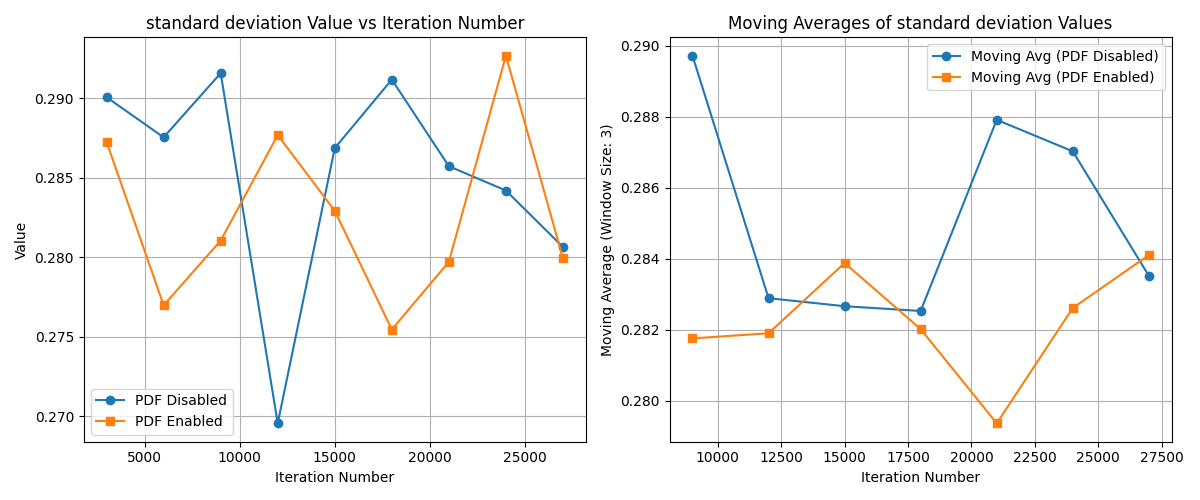 standard deviation Value vs Iteration Number
Value
0.290
0.285
0.280
0.275
0.270
PDF Disabled
PDF Enabled
5000 10000 15000 20000 25000
Iteration Number
Moving Averages of standard deviation Values
Moving Average (Window Size: 3)
0.290
0.288
0.286
0.284
0.282
0.280
Moving Avg (PDF Disabled)
Moving Avg (PDF Enabled)
10000 12500 15000 17500 20000 22500 25000 27500
Iteration Number